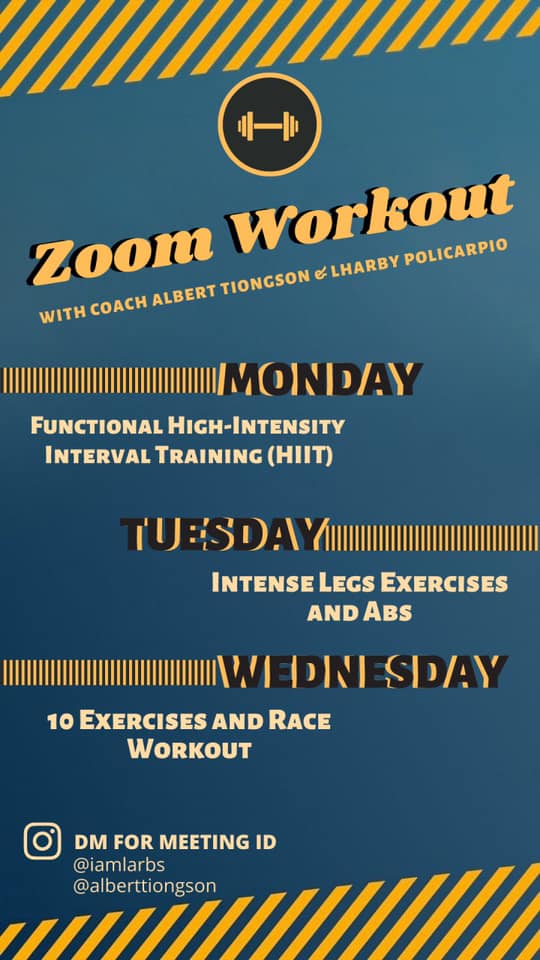 Zoom Workout
WITH COACH ALBERT TIONGSON & LHARBY POLICARPIO
MONDAY
Functional High-Intensity
Interval Training (HIIT)
TUESDAY
Intense Legs Exercises
and Abs
WEDNESDAY
10 Exercises and Race
Workout
DM FOR MEETING ID
@iamlarbs
@alberttiongson